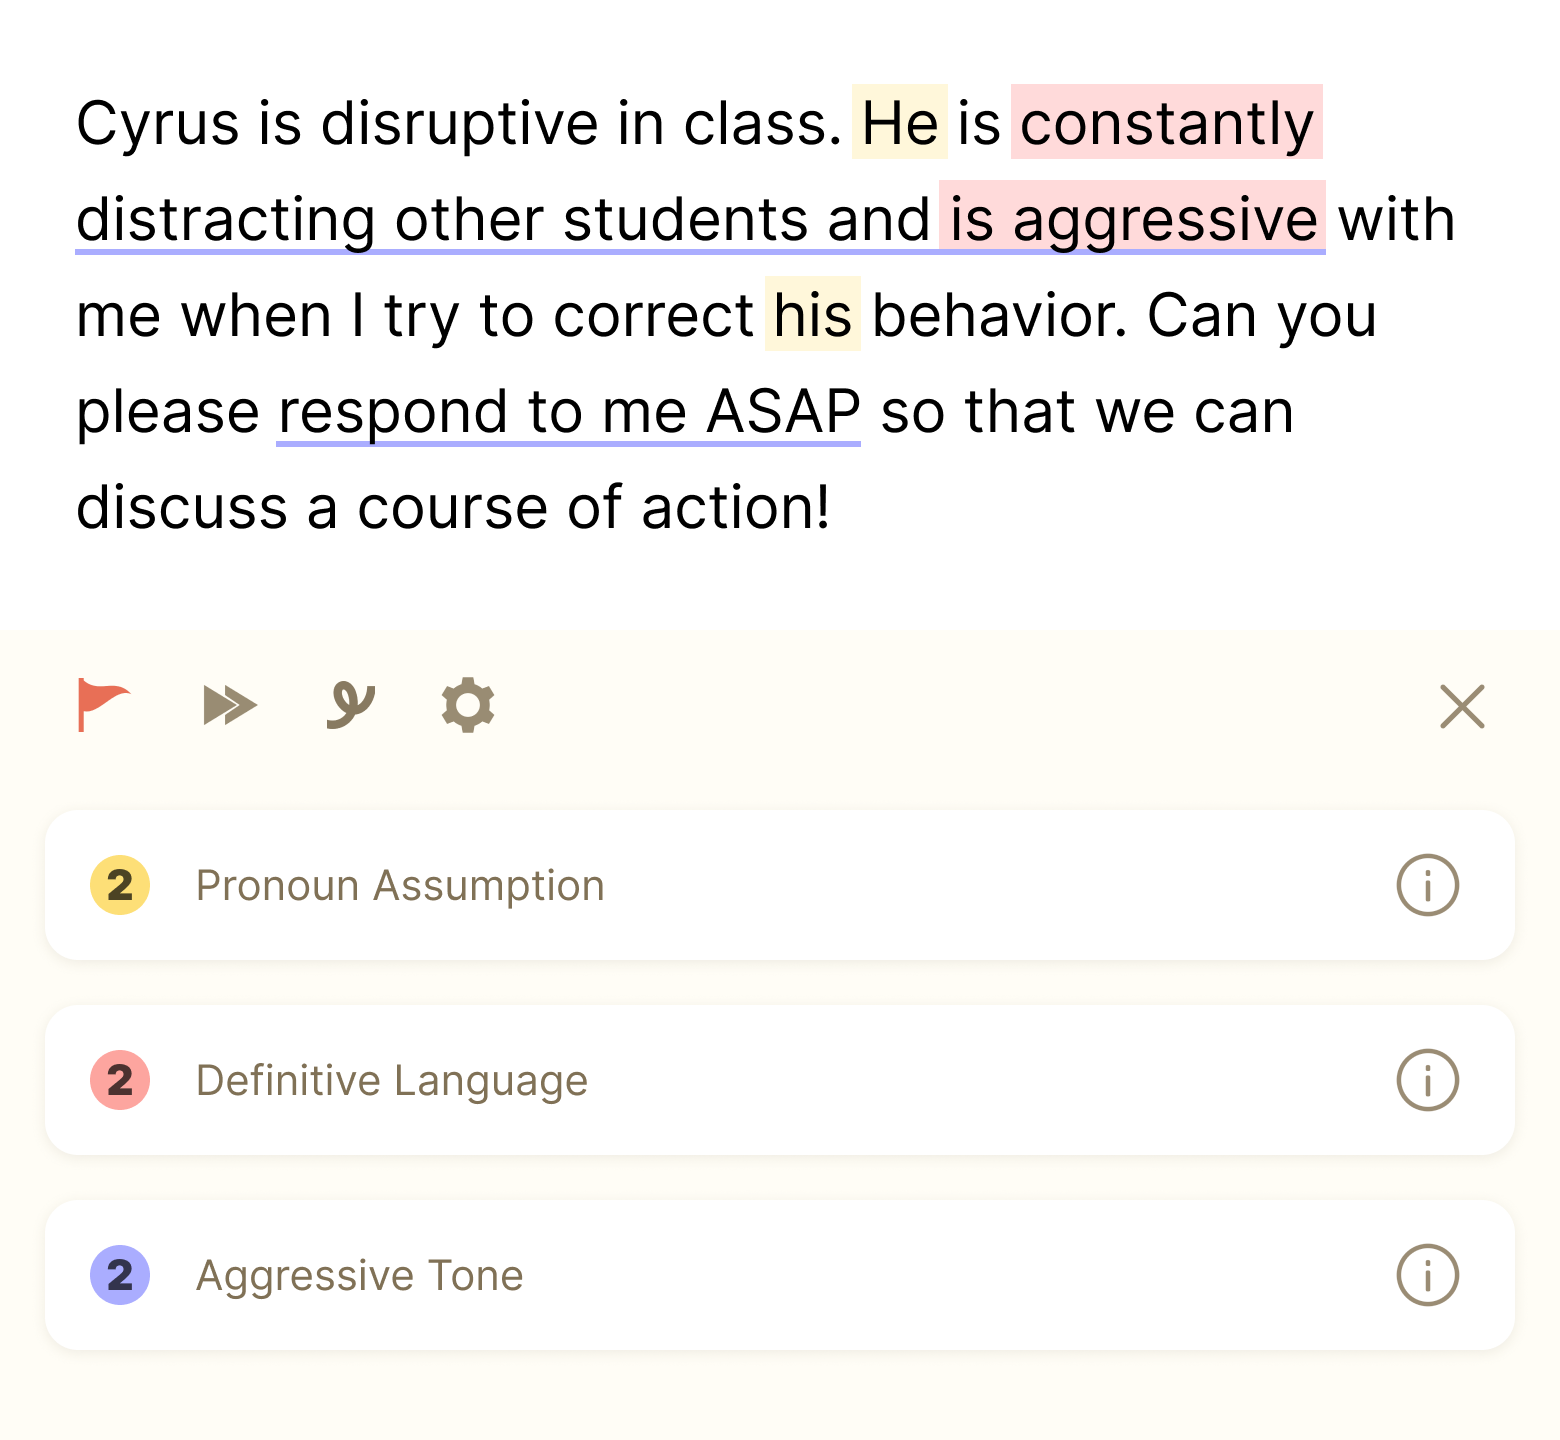 Cyrus is disruptive in class. He is constantly
distracting other students and is aggressive with
me when I try to correct his behavior. Can you
please respond to me ASAP so that we can
discuss a course of action!
2 Pronoun Assumption
2 Definitive Language
2 Aggressive Tone